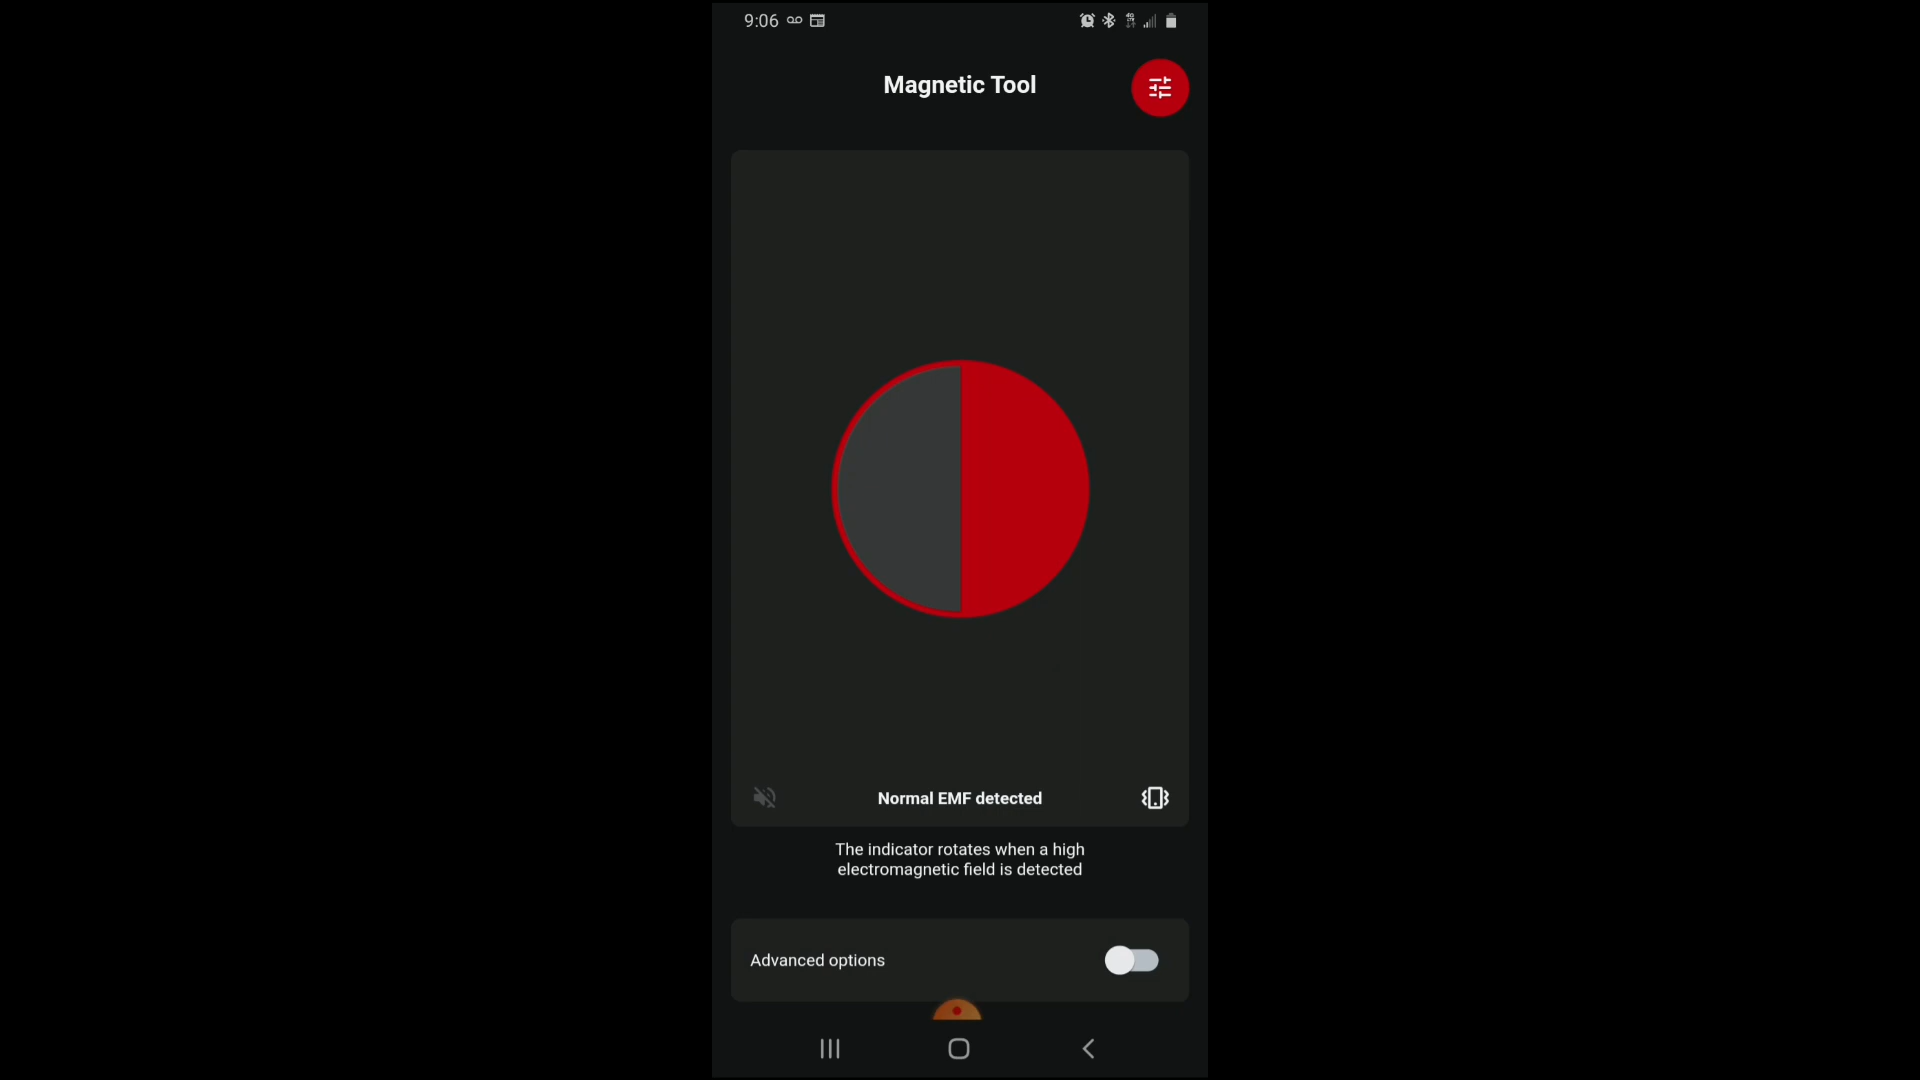 9:06
Magnetic Tool
Normal EMF detected
The indicator rotates when a high
electromagnetic field is detected
Advanced options